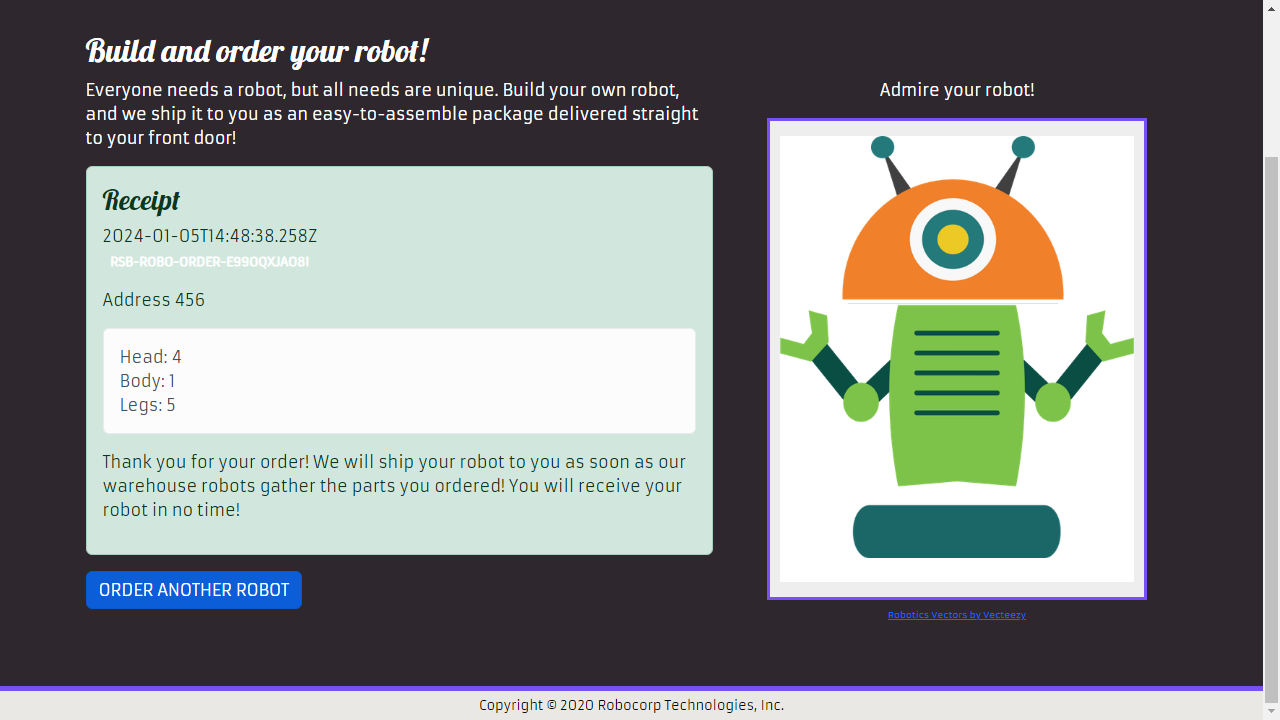 Build and order your robot!
Everyone needs a robot, but all needs are unique. Build your own robot,
and we ship it to you as an easy-to-assemble package delivered straight
to your front door!
Receipt
2024-01-05T14:48:38.258Z
RSB-ROBO-ORDER-E99OQXJAO8I
Address 456
Head: 4
Body: 1
Legs: 5
Thank you for your order! We will ship your robot to you as soon as our
warehouse robots gather the parts you ordered! You will receive your
robot in no time!
ORDER ANOTHER ROBOT
Admire your robot!
Robotics Vectors by Vecteezy
Copyright © 2020 Robocorp Technologies, Inc.